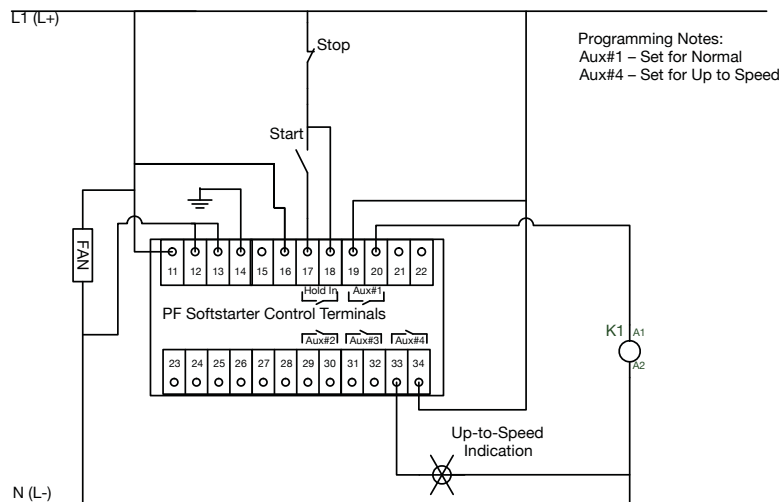 L1 (L+)
Stop
Programming Notes:
Aux#1 – Set for Normal
Aux#4 – Set for Up to Speed
Start
FAN
11 12 13 14 15 16 17 18 19 20 21 22
Hold In Aux#1
PF Softstarter Control Terminals
Aux#2 Aux#3 Aux#4
23 24 25 26 27 28 29 30 31 32 33 34
K1 A1
A2
Up-to-Speed
Indication
N (L-)